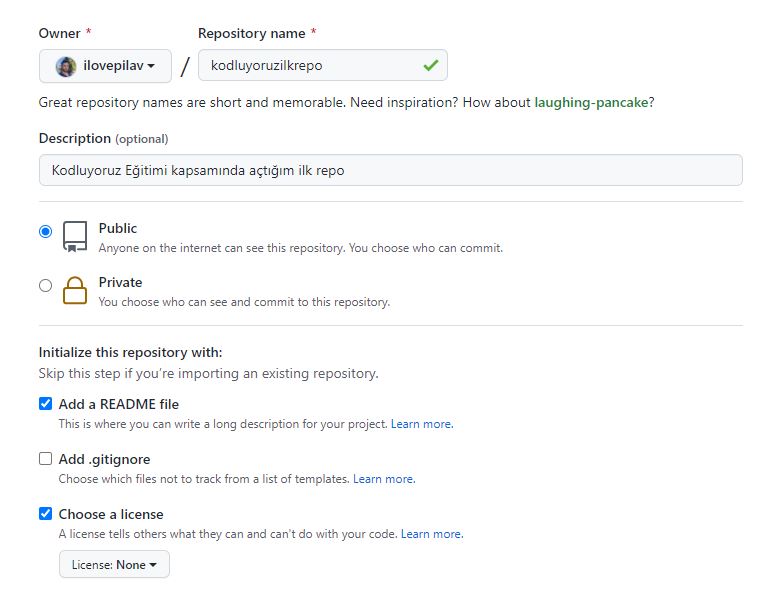 Owner * Repository name *
ilovepilav / kodluyoruzilkrepo
Great repository names are short and memorable. Need inspiration? How about laughing-pancake?
Description (optional)
Kodluyoruz Eğitimi kapsamında açtığım ilk repo
Public
Anyone on the internet can see this repository. You choose who can commit.
Private
You choose who can see and commit to this repository.
Initialize this repository with:
Skip this step if you're importing an existing repository.
Add a README file
This is where you can write a long description for your project. Learn more.
Add .gitignore
Choose which files not to track from a list of templates. Learn more.
Choose a license
A license tells others what they can and can't do with your code. Learn more.
License: None